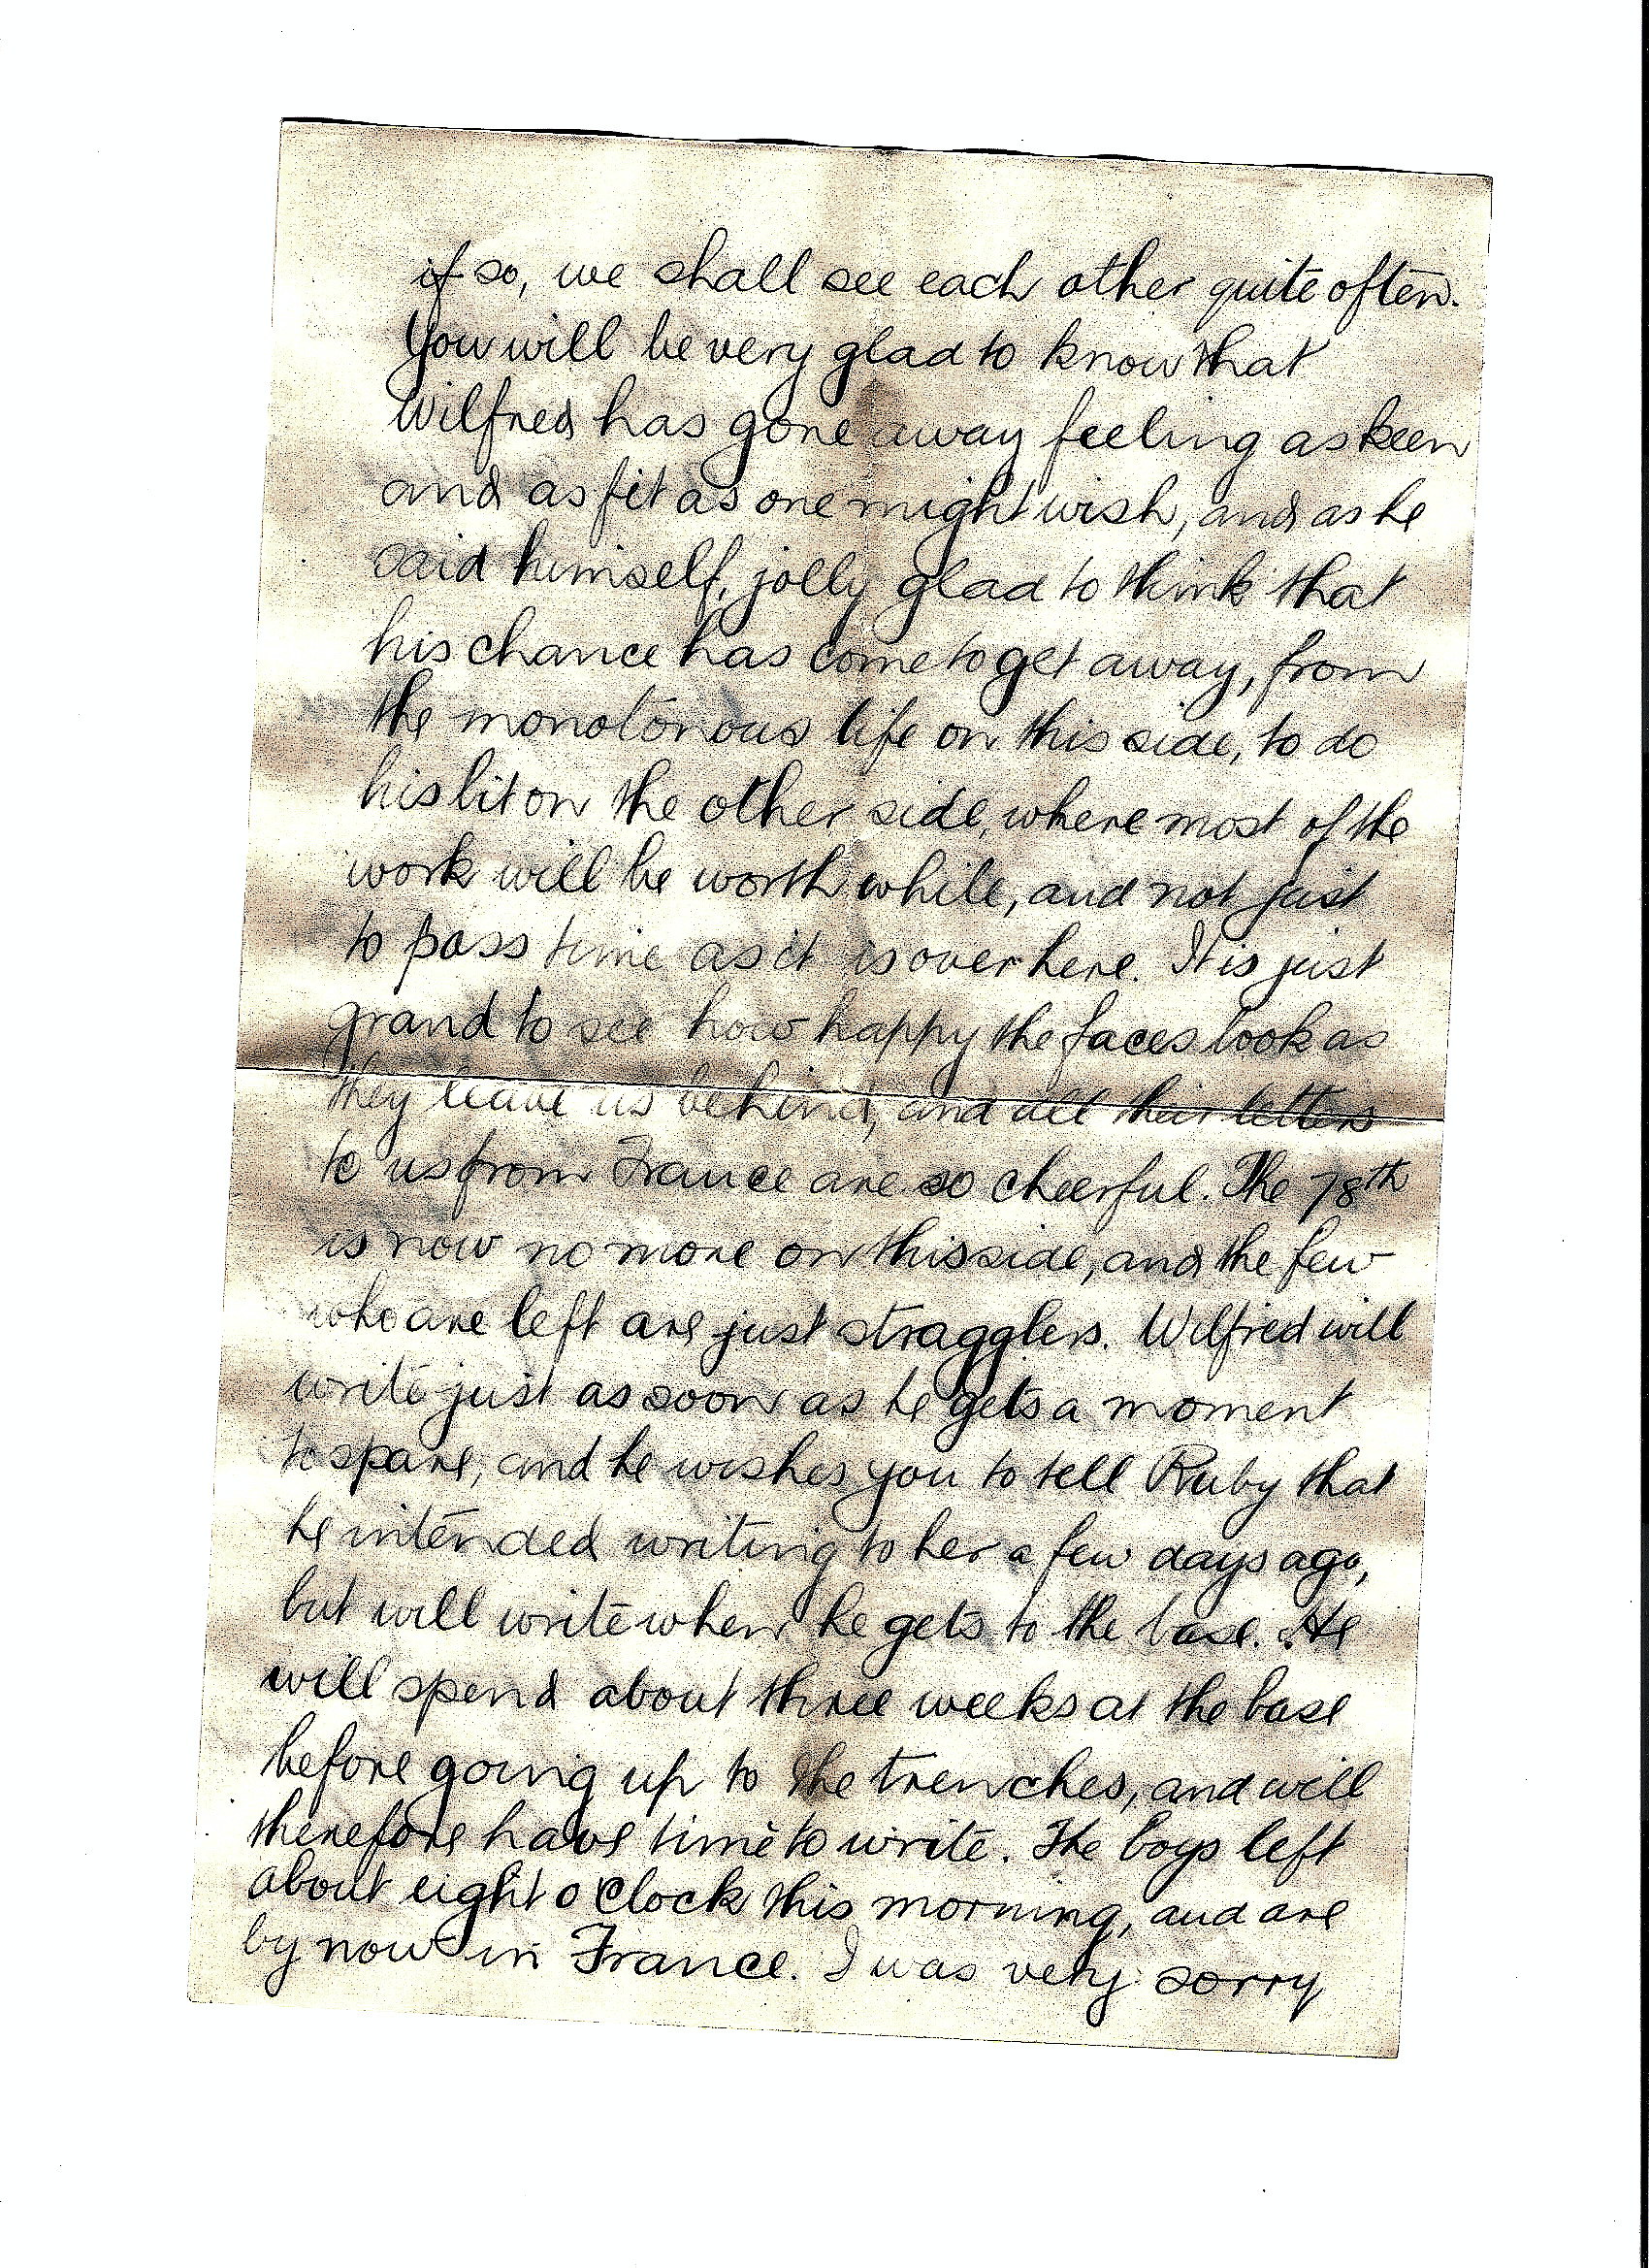 if so, we shall see each other quite often.
You will be very glad to know that
Wilfred has gone away feeling as keen
and as fit as one might wish, and as he
said himself, jolly glad to think that
his chance has come to get away, from
the monotonous life on this side, to do
his bit on the other side, where most of the
work will be worth while, and not just
to pass time as it is over here. It is just
grand to see how happy the faces look as
they leave us behind, and all their letters
to us from France are so cheerful. The 78th
is now no more on this side, and the few
who are left are just stragglers. Wilfred will
write just as soon as he gets a moment
to spare, and he wishes you to tell Ruby that
he intended writing to her a few days ago,
but will write when he gets to the base. He
will spend about three weeks at the base
before going up to the trenches, and will
therefore have time to write. The boys left
about eight o Clock this morning, and are
by now in France. I was very sorry